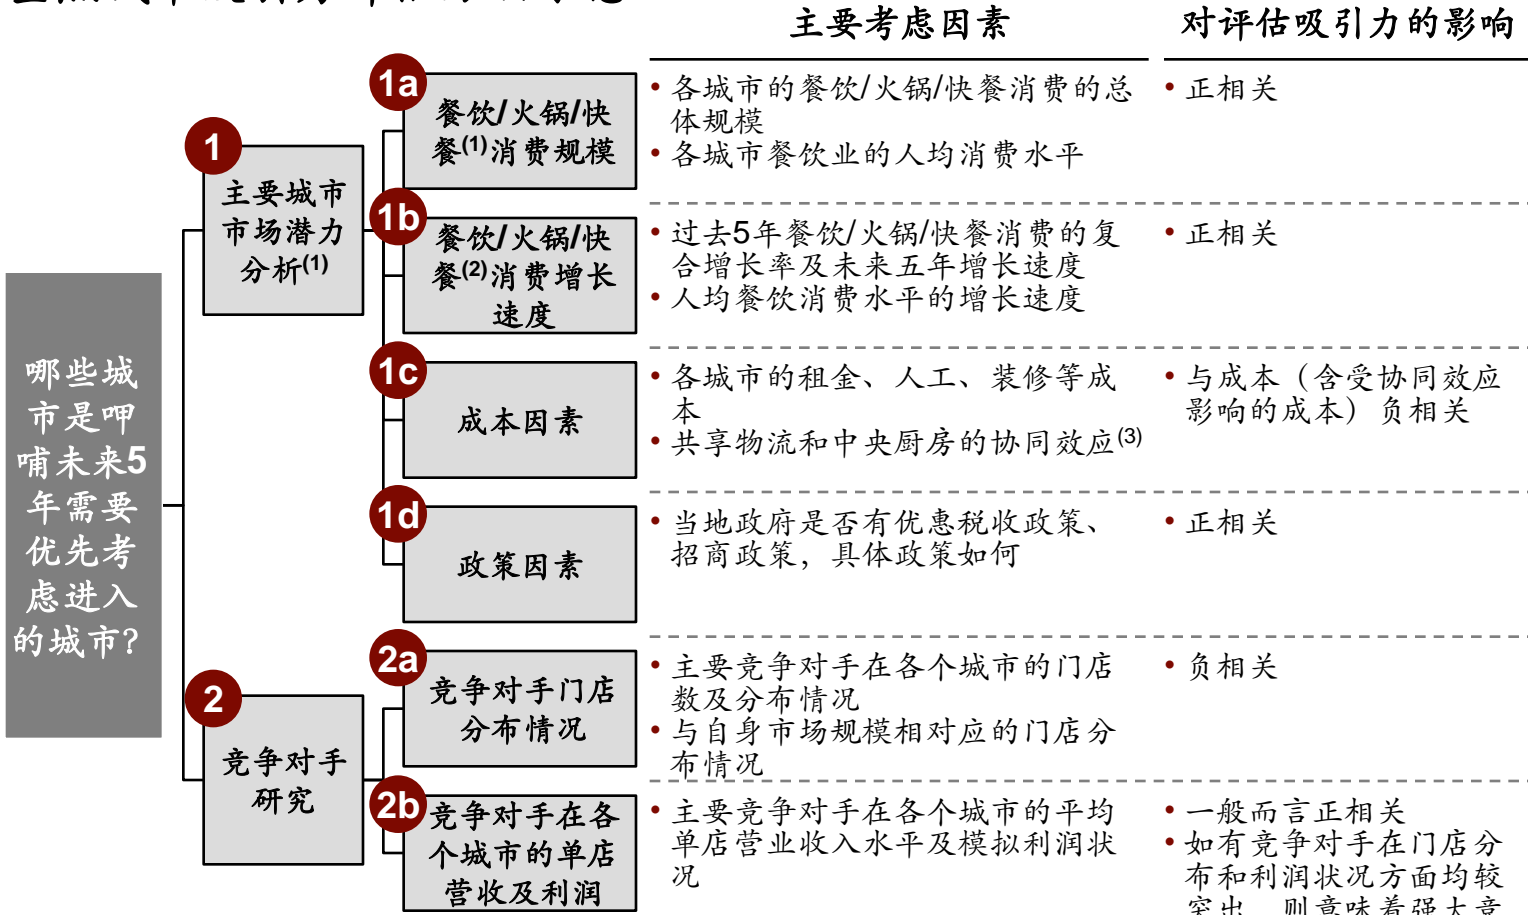 主要考虑因素
对评估吸引力的影响
哪些城
市是呷
哺未来5
年需要
优先考
虑进入
的城市？
1
主要城市
市场潜力
分析(1)
2
竞争对手
研究
1a
餐饮/火锅/快
餐(1)消费规模
• 各城市的餐饮/火锅/快餐消费的总
体规模
• 各城市餐饮业的人均消费水平
• 正相关
1b
餐饮/火锅/快
餐(2)消费增长
速度
• 过去5年餐饮/火锅/快餐消费的复
合增长率及未来五年增长速度
• 人均餐饮消费水平的增长速度
• 正相关
1c
成本因素
• 各城市的租金、人工、装修等成
本
• 共享物流和中央厨房的协同效应(3)
• 与成本（含受协同效应
影响的成本）负相关
1d
政策因素
• 当地政府是否有优惠税收政策、
招商政策，具体政策如何
• 正相关
2a
竞争对手门店
分布情况
• 主要竞争对手在各个城市的门店
数及分布情况
• 与自身市场规模相对应的门店分
布情况
• 负相关
2b
竞争对手在各
个城市的单店
营收及利润
• 主要竞争对手在各个城市的平均
单店营业收入水平及模拟利润状
况
• 一般而言正相关
• 如有竞争对手在门店分
布和利润状况方面均较
突出，则意味着强大竞